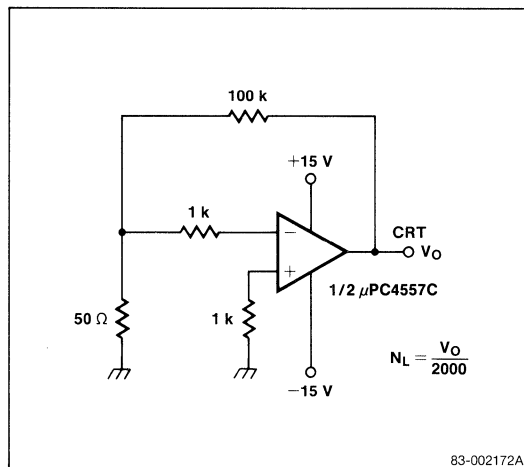 100 k
+15 V
1 k
CRT
−
V_O
+
1/2 µPC4557C
50 Ω
1 k
N_L = V_O / 2000
−15 V
83-002172A